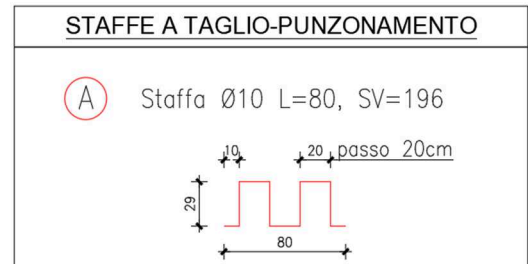 STAFFE A TAGLIO-PUNZONAMENTO
A Staffa Ø10 L=80, SV=196
10 20 passo 20cm
29
80